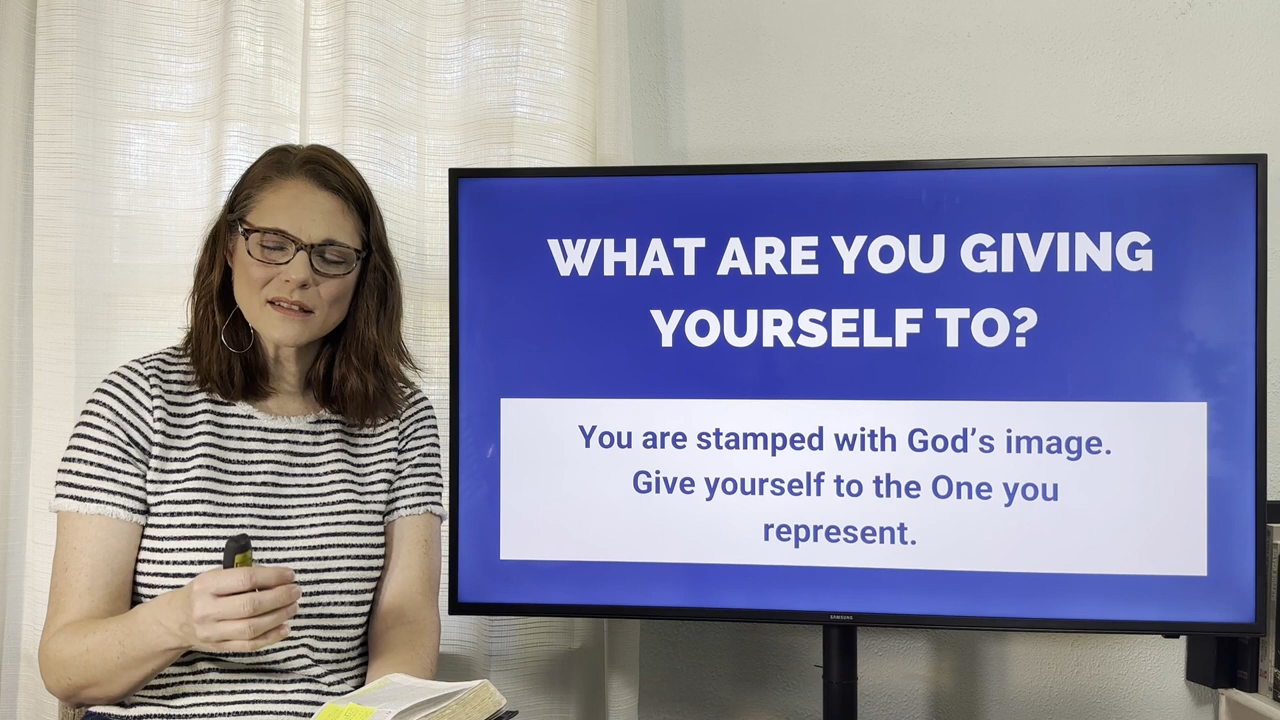 WHAT ARE YOU GIVING
YOURSELF TO?
You are stamped with God's image.
Give yourself to the One you
represent.
SAMSUNG